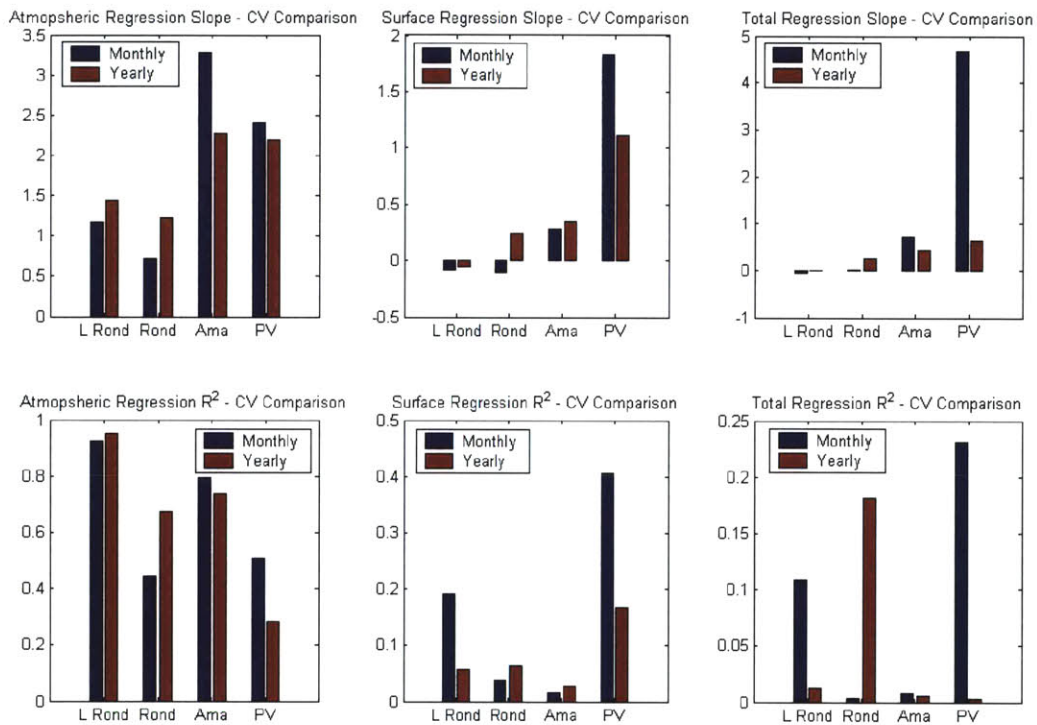 Atmopsheric Regression Slope - CV Comparison
3.5
3
2.5
2
1.5
1
0.5
0
Monthly
Yearly
L Rond Rond Ama PV
Surface Regression Slope - CV Comparison
2
1.5
1
0.5
0
-0.5
Monthly
Yearly
L Rond Rond Ama PV
Total Regression Slope - CV Comparison
5
4
3
2
1
0
-1
Monthly
Yearly
L Rond Rond Ama PV
Atmopsheric Regression R² - CV Comparison
1
0.8
0.6
0.4
0.2
0
Monthly
Yearly
L Rond Rond Ama PV
Surface Regression R² - CV Comparison
0.5
0.4
0.3
0.2
0.1
0
Monthly
Yearly
L Rond Rond Ama PV
Total Regression R² - CV Comparison
0.25
0.2
0.15
0.1
0.05
0
Monthly
Yearly
L Rond Rond Ama PV